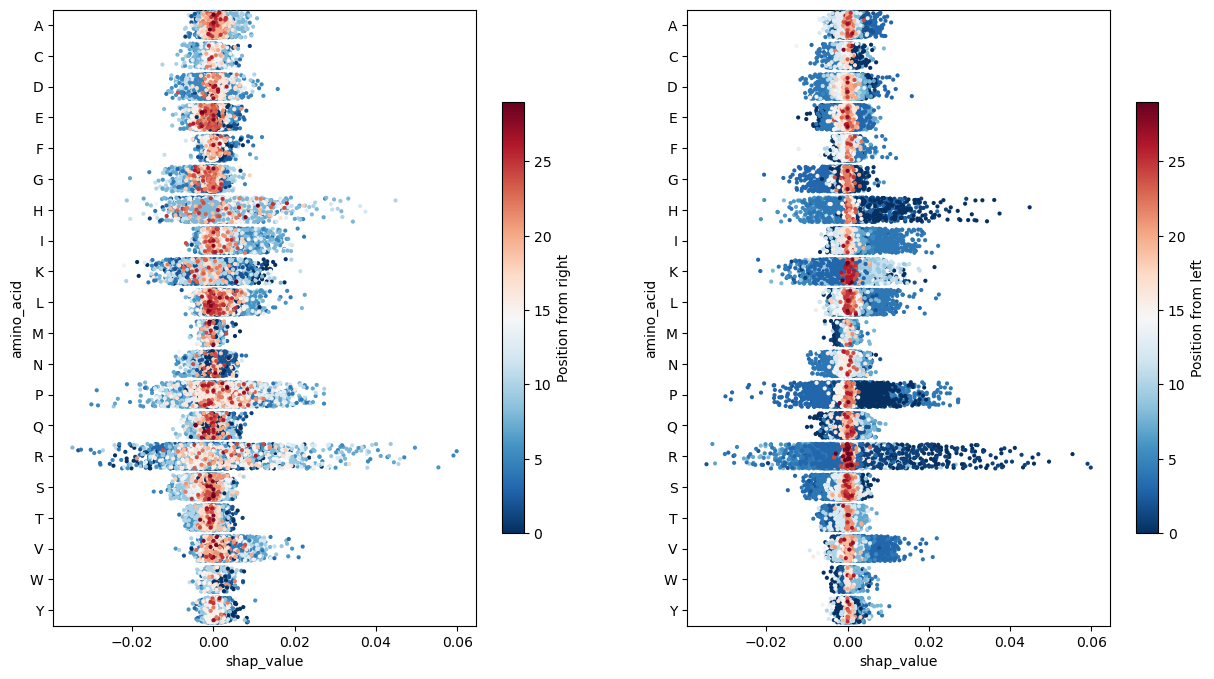 amino_acid
A
C
D
E
F
G
H
I
K
L
M
N
P
Q
R
S
T
V
W
Y
−0.02 0.00 0.02 0.04 0.06
shap_value
25
20
15
10
5
0
Position from right
amino_acid
A
C
D
E
F
G
H
I
K
L
M
N
P
Q
R
S
T
V
W
Y
−0.02 0.00 0.02 0.04 0.06
shap_value
25
20
15
10
5
0
Position from left